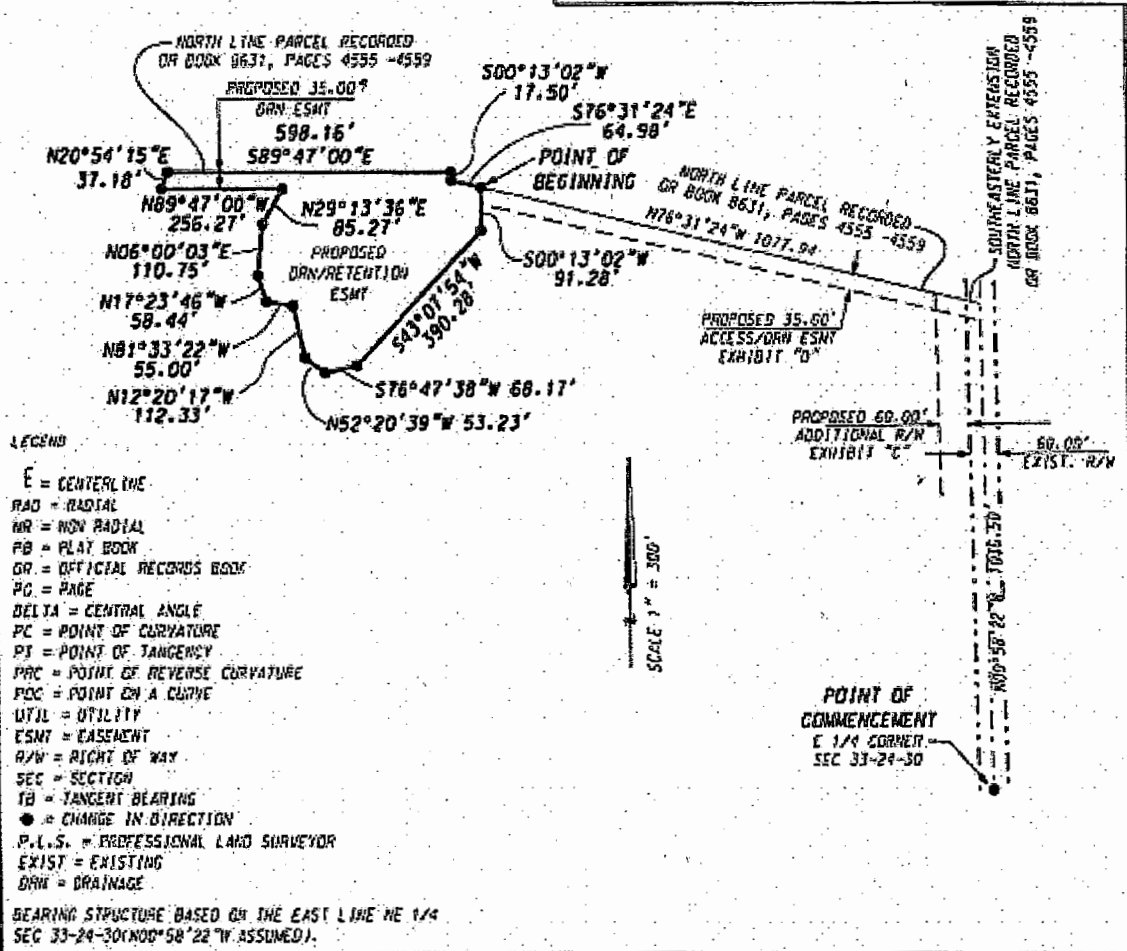 NORTH LINE PARCEL RECORDED
OR BOOK 8631, PAGES 4555 -4559
PROPOSED 35.00'
DRN ESMT
598.16'
S89°47'00"E
N20°54'15"E
37.18'
N89°47'00"W
256.27'
N29°13'36"E
85.27'
N06°00'03"E
110.75'
PROPOSED
DRN/RETENTION
ESMT
N17°23'46"W
58.44'
N81°33'22"W
55.00'
N12°20'17"W
112.33'
N52°20'39"W 53.23'
S76°47'38"W 68.17'
S43°07'54"W
390.28'
S00°13'02"W
17.50'
S76°31'24"E
64.98'
POINT OF
BEGINNING
S00°13'02"W
91.28'
NORTH LINE PARCEL RECORDED
OR BOOK 8631, PAGES 4555 -4559
N76°31'24"W 1077.94'
SOUTHEASTERLY EXTENSION
NORTH LINE PARCEL RECORDED
OR BOOK 8631, PAGES 4555 -4559
PROPOSED 35.00'
ACCESS/DRN ESMT
EXHIBIT "D"
PROPOSED 60.00'
ADDITIONAL R/W
EXHIBIT "C"
60.00'
EXIST. R/W
N00°58'22"W 1016.50'
POINT OF
COMMENCEMENT
E 1/4 CORNER
SEC 33-24-30
SCALE 1" = 300'
LEGEND
= CENTERLINE
RAD = RADIAL
NR = NON RADIAL
PB = PLAT BOOK
OR = OFFICIAL RECORDS BOOK
PG = PAGE
DELTA = CENTRAL ANGLE
PC = POINT OF CURVATURE
PT = POINT OF TANGENCY
PRC = POINT OF REVERSE CURVATURE
POC = POINT ON A CURVE
UTIL = UTILITY
ESMT = EASEMENT
R/W = RIGHT OF WAY
SEC = SECTION
TB = TANGENT BEARING
● = CHANGE IN DIRECTION
P.L.S. = PROFESSIONAL LAND SURVEYOR
EXIST = EXISTING
DRN = DRAINAGE
BEARING STRUCTURE BASED ON THE EAST LINE NE 1/4
SEC 33-24-30(N00°58'22"W ASSUMED).